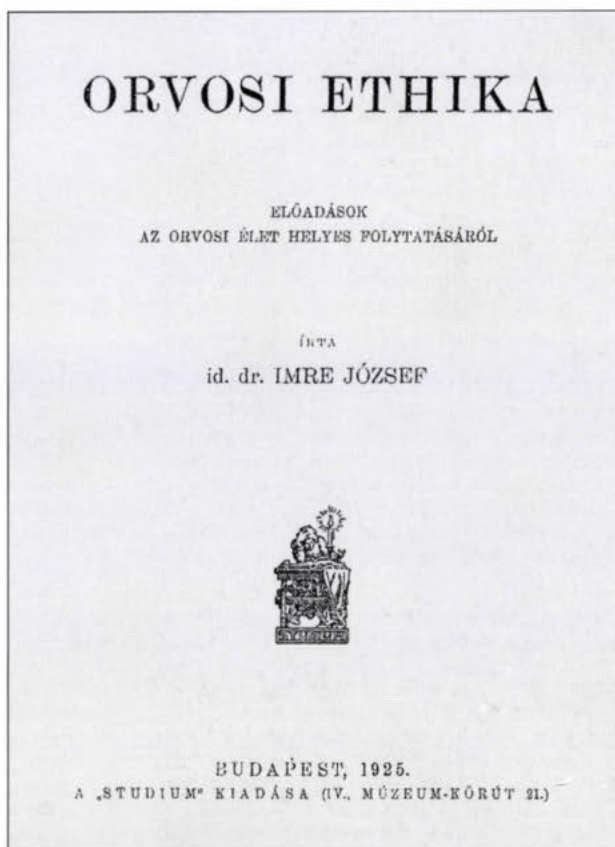 ORVOSI ETHIKA
ELŐADÁSOK
AZ ORVOSI ÉLET HELYES FOLYTATÁSÁRÓL
ÍRTA
id. dr. IMRE JÓZSEF
STUDIUM
BUDAPEST, 1925.
A „STUDIUM“ KIADÁSA (IV., MÚZEUM-KÖRÚT 21.)